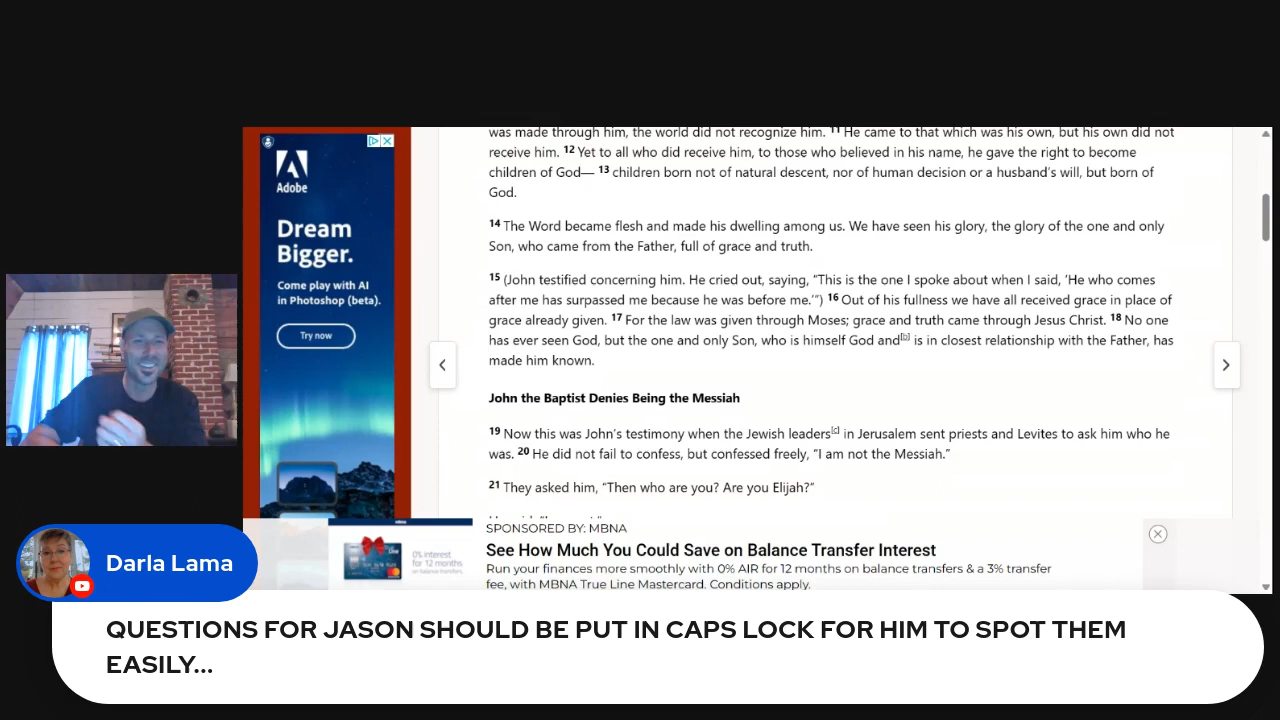 Adobe
Dream
Bigger.
Come play with AI
in Photoshop (beta).
Try now
was made through him, the world did not recognize him. 11 He came to that which was his own, but his own did not
receive him. 12 Yet to all who did receive him, to those who believed in his name, he gave the right to become
children of God— 13 children born not of natural descent, nor of human decision or a husband’s will, but born of
God.
14 The Word became flesh and made his dwelling among us. We have seen his glory, the glory of the one and only
Son, who came from the Father, full of grace and truth.
15 (John testified concerning him. He cried out, saying, “This is the one I spoke about when I said, ‘He who comes
after me has surpassed me because he was before me.’”) 16 Out of his fullness we have all received grace in place of
grace already given. 17 For the law was given through Moses; grace and truth came through Jesus Christ. 18 No one
has ever seen God, but the one and only Son, who is himself God and[b] is in closest relationship with the Father, has
made him known.
John the Baptist Denies Being the Messiah
19 Now this was John’s testimony when the Jewish leaders[c] in Jerusalem sent priests and Levites to ask him who he
was. 20 He did not fail to confess, but confessed freely, “I am not the Messiah.”
21 They asked him, “Then who are you? Are you Elijah?”
0% interest
for 12 months
on balance transfers,
SPONSORED BY: MBNA
See How Much You Could Save on Balance Transfer Interest
Run your finances more smoothly with 0% AIR for 12 months on balance transfers & a 3% transfer
fee, with MBNA True Line Mastercard. Conditions apply.
Darla Lama
QUESTIONS FOR JASON SHOULD BE PUT IN CAPS LOCK FOR HIM TO SPOT THEM
EASILY...